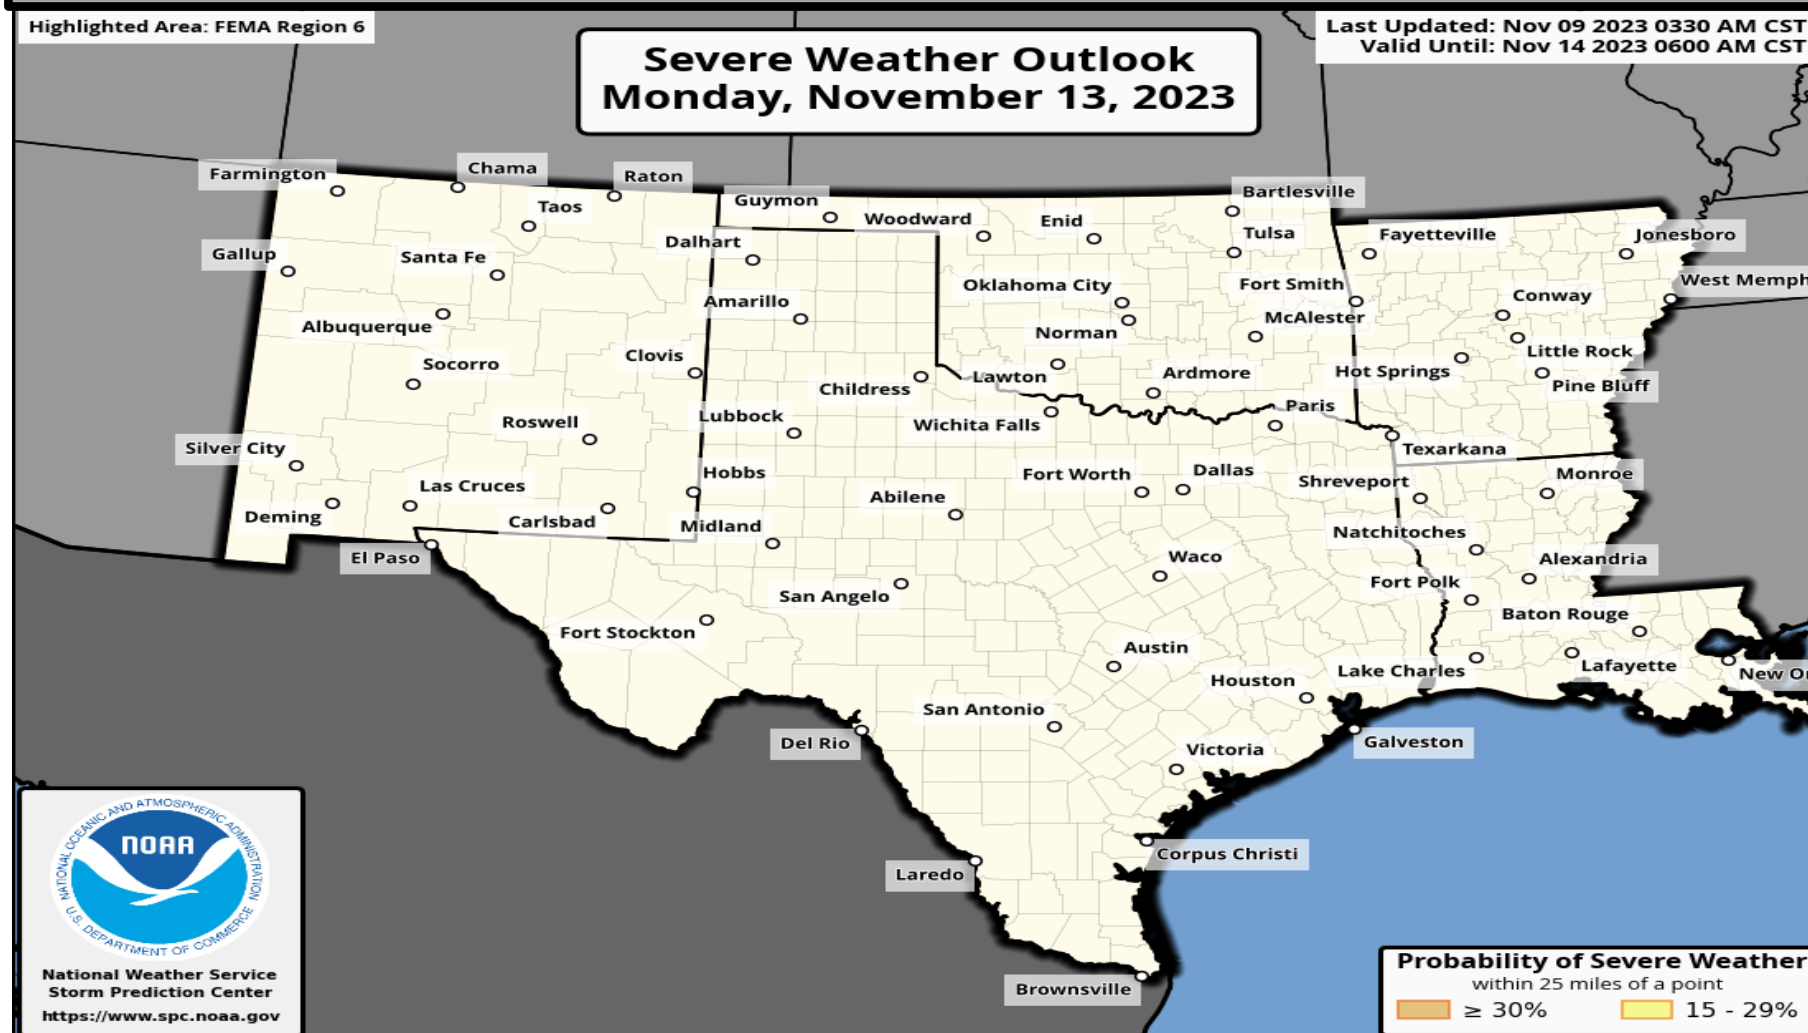 Highlighted Area: FEMA Region 6
Last Updated: Nov 09 2023 0330 AM CST
Valid Until: Nov 14 2023 0600 AM CST
Severe Weather Outlook
Monday, November 13, 2023
Farmington
Chama
Raton
Taos
Guymon
Woodward
Enid
Bartlesville
Tulsa
Fayetteville
Jonesboro
Gallup
Santa Fe
Dalhart
Oklahoma City
Fort Smith
Conway
West Memph
Albuquerque
Amarillo
Norman
McAlester
Little Rock
Socorro
Clovis
Childress
Lawton
Ardmore
Hot Springs
Pine Bluff
Roswell
Lubbock
Wichita Falls
Paris
Texarkana
Silver City
Hobbs
Fort Worth
Dallas
Shreveport
Monroe
Las Cruces
Abilene
Deming
Carlsbad
Midland
Natchitoches
El Paso
Waco
Alexandria
San Angelo
Fort Polk
Fort Stockton
Baton Rouge
Austin
Houston
Lake Charles
Lafayette
New Or
San Antonio
Del Rio
Victoria
Galveston
Corpus Christi
Laredo
Brownsville
NATIONAL OCEANIC AND ATMOSPHERIC ADMINISTRATION
NOAA
U.S. DEPARTMENT OF COMMERCE
National Weather Service
Storm Prediction Center
https://www.spc.noaa.gov
Probability of Severe Weather
within 25 miles of a point
≥ 30%
15 - 29%